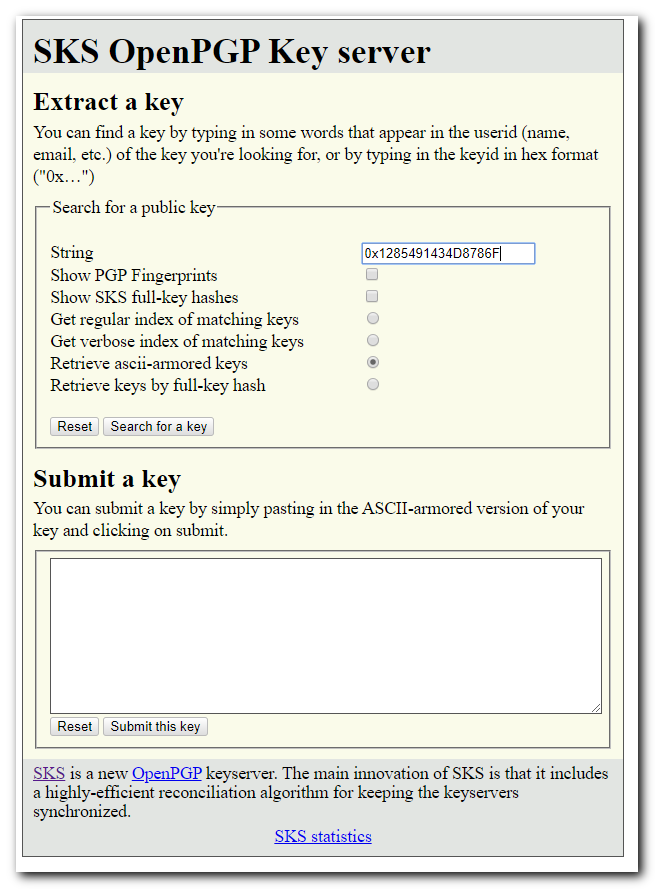 SKS OpenPGP Key server
Extract a key
You can find a key by typing in some words that appear in the userid (name,
email, etc.) of the key you're looking for, or by typing in the keyid in hex format
("0x…")
Search for a public key
String 0x1285491434D8786F
Show PGP Fingerprints
Show SKS full-key hashes
Get regular index of matching keys
Get verbose index of matching keys
Retrieve ascii-armored keys
Retrieve keys by full-key hash
Reset Search for a key
Submit a key
You can submit a key by simply pasting in the ASCII-armored version of your
key and clicking on submit.
Reset Submit this key
SKS is a new OpenPGP keyserver. The main innovation of SKS is that it includes
a highly-efficient reconciliation algorithm for keeping the keyservers
synchronized.
SKS statistics